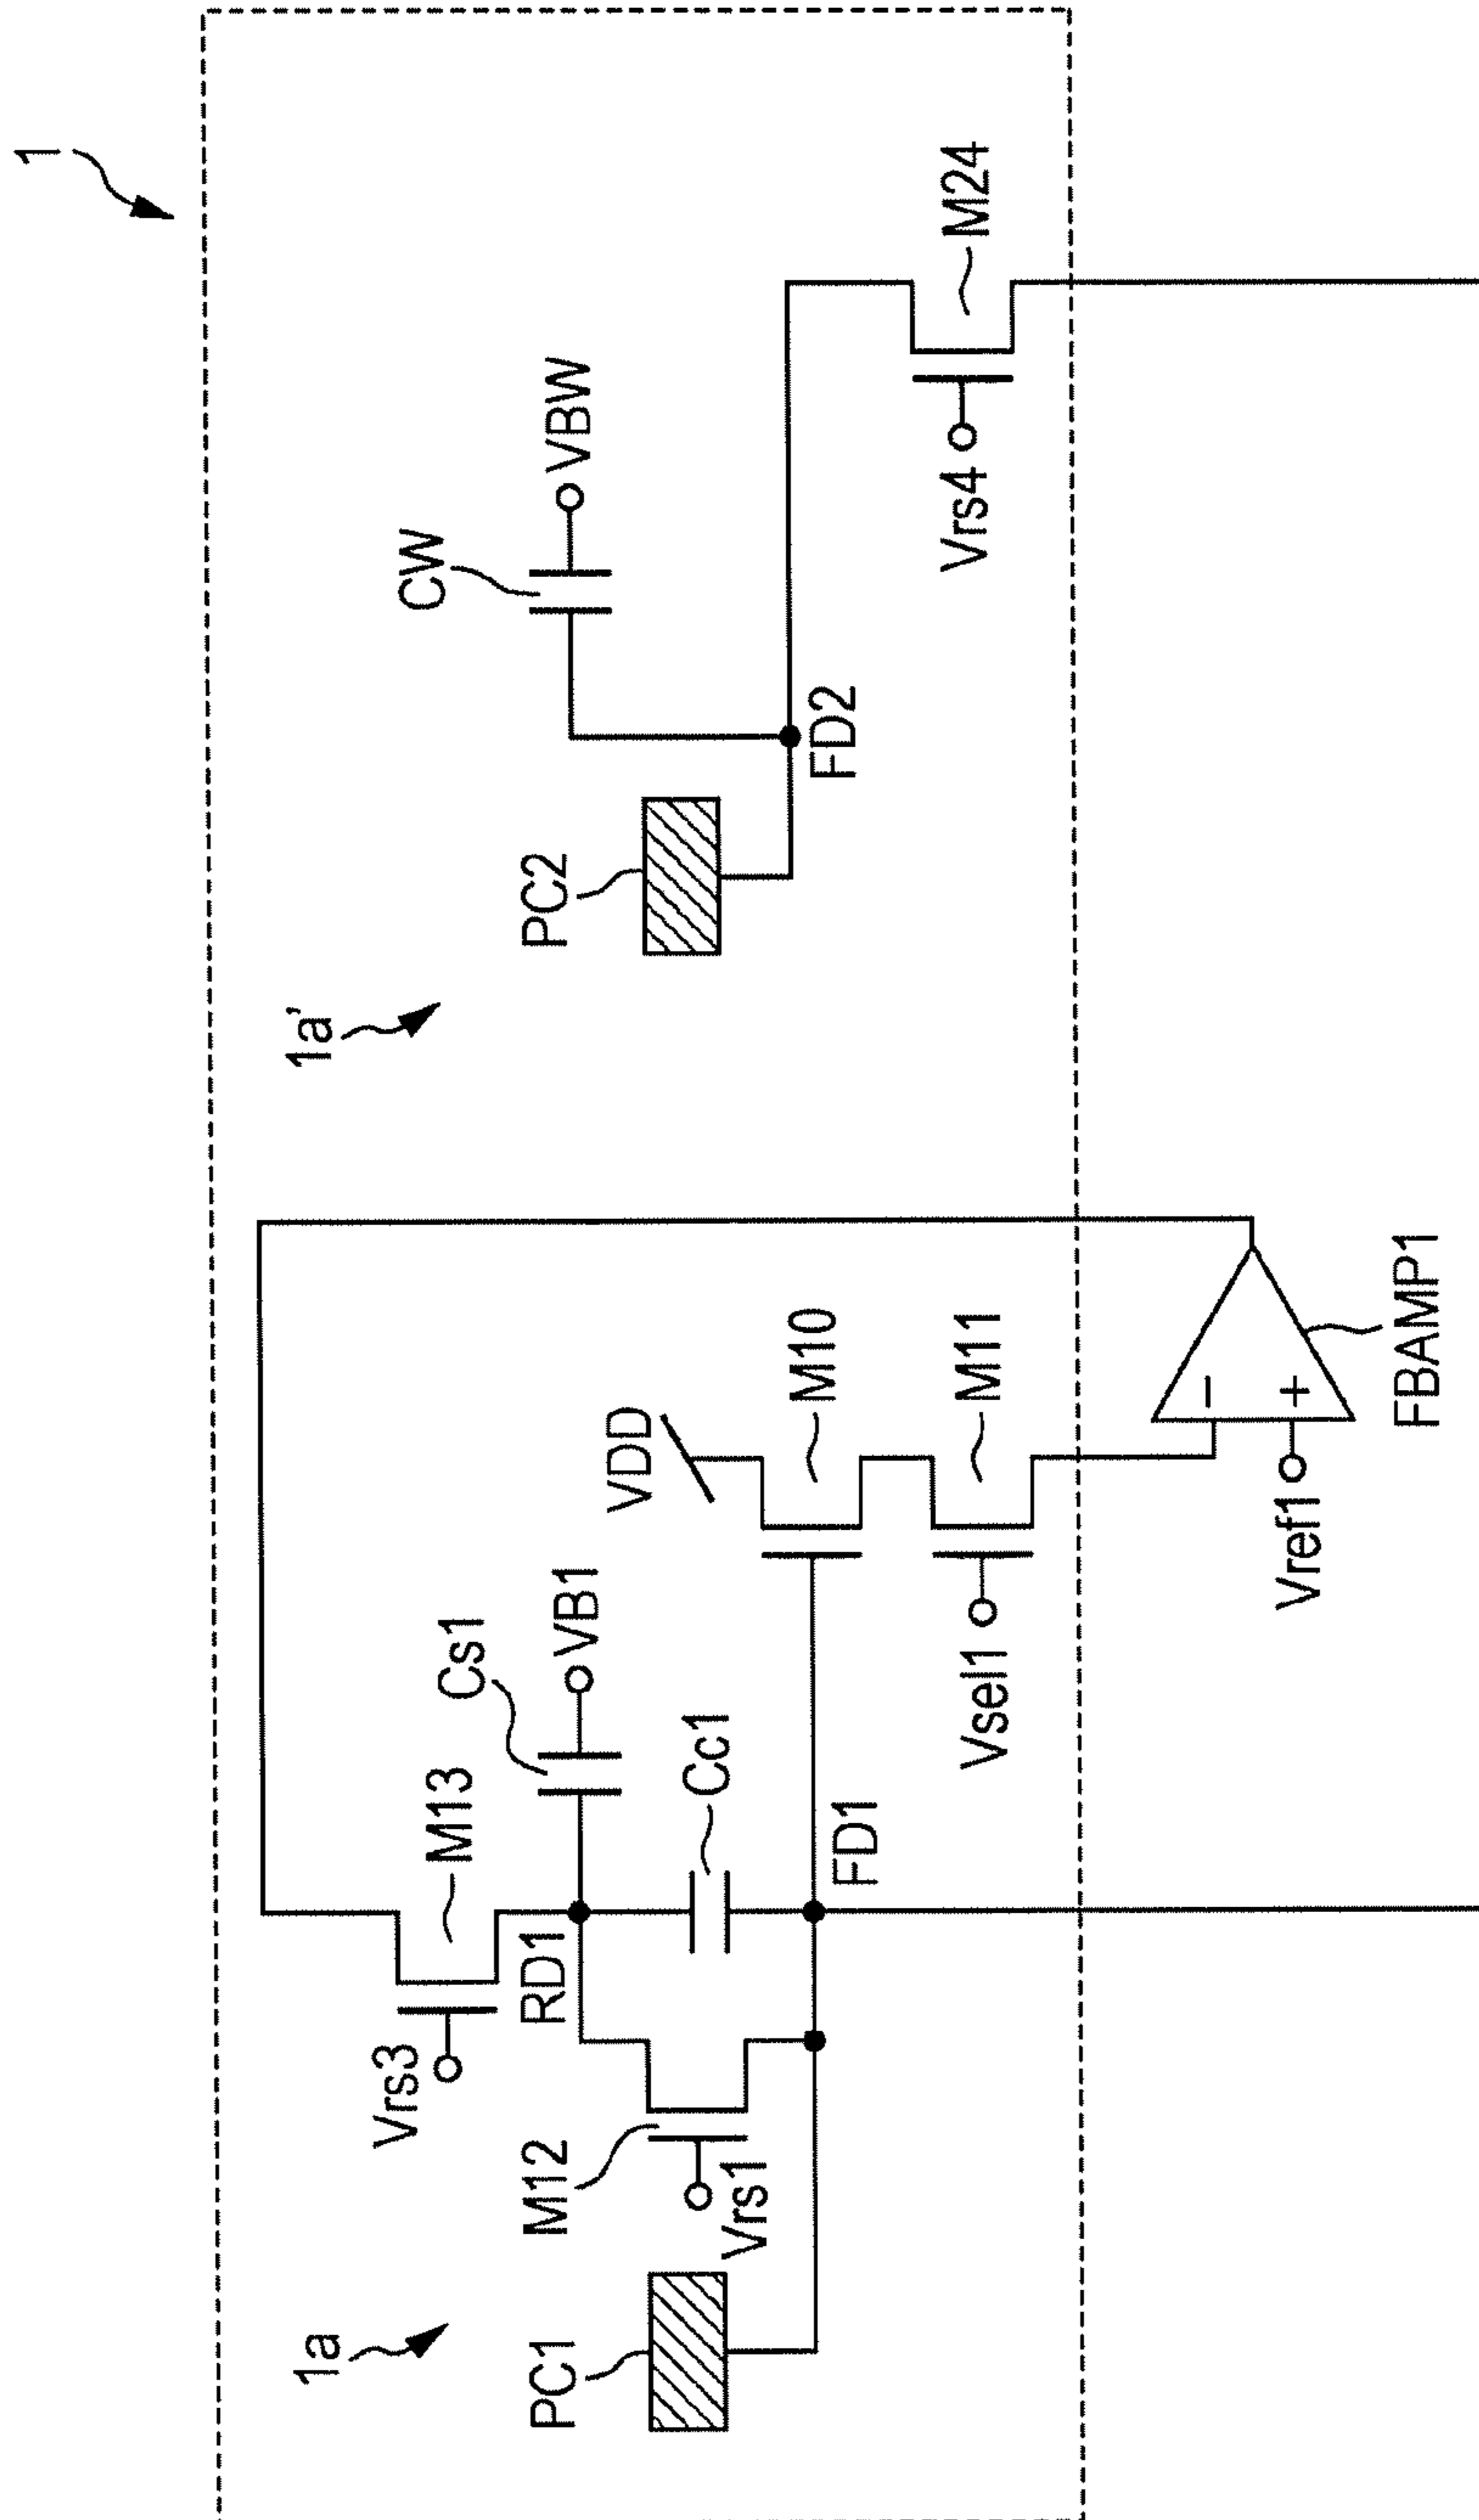 1
1a
1a'
PC1
M12
Vrs1
Vrs3
M13
RD1
Cs1
VB1
Cc1
FD1
VDD
M10
M11
Vsel1
Vref1
−
+
FBAMP1
PC2
FD2
CW
VBW
Vrs4
M24